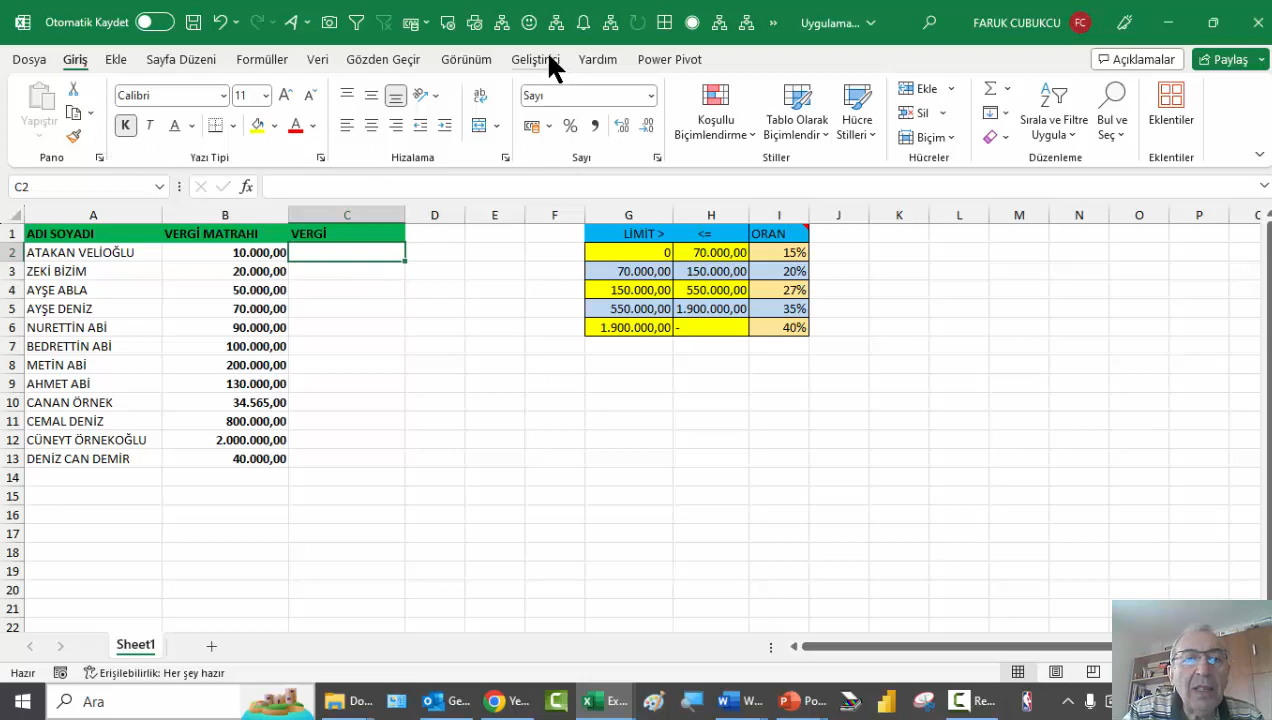 Otomatik Kaydet
Uygulama...
FARUK CUBUKCU
FC
Dosya Giriş Ekle Sayfa Düzeni Formüller Veri Gözden Geçir Görünüm Geliştirici Yardım Power Pivot
Açıklamalar
Paylaş
Yapıştır
Calibri 11
K T A
Sayı
Koşullu Biçimlendirme
Tablo Olarak Biçimlendir
Hücre Stilleri
Ekle
Sil
Biçim
Sırala ve Filtre Uygula
Bul ve Seç
Eklentiler
Pano Yazı Tipi Hizalama Sayı Stiller Hücreler Düzenleme Eklentiler
C2
fx
A B C D E F G H I J K L M N O P
1 ADI SOYADI VERGİ MATRAHI VERGİ LİMİT > <= ORAN
2 ATAKAN VELİOĞLU 10.000,00 0 70.000,00 15%
3 ZEKİ BİZİM 20.000,00 70.000,00 150.000,00 20%
4 AYŞE ABLA 50.000,00 150.000,00 550.000,00 27%
5 AYŞE DENİZ 70.000,00 550.000,00 1.900.000,00 35%
6 NURETTİN ABİ 90.000,00 1.900.000,00 - 40%
7 BEDRETTİN ABİ 100.000,00
8 METİN ABİ 200.000,00
9 AHMET ABİ 130.000,00
10 CANAN ÖRNEK 34.565,00
11 CEMAL DENİZ 800.000,00
12 CÜNEYT ÖRNEKOĞLU 2.000.000,00
13 DENİZ CAN DEMİR 40.000,00
14
15
16
17
18
19
20
21
22
Sheet1
Hazır
Erişilebilirlik: Her şey hazır
Ara
Do...
Ge...
Ye...
Ex...
Wo...
Po...
Re...